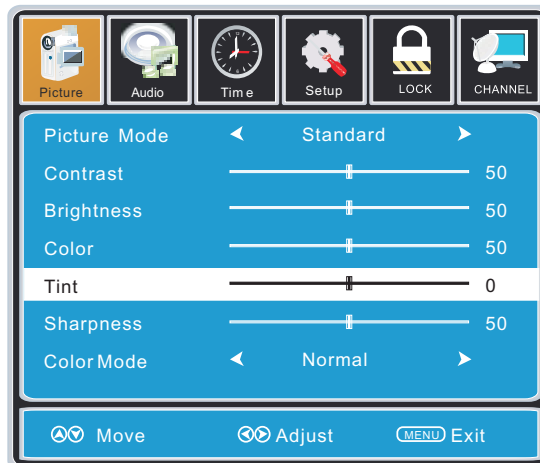 Picture Audio Time Setup LOCK CHANNEL
Picture Mode Standard
Contrast 50
Brightness 50
Color 50
Tint 0
Sharpness 50
Color Mode Normal
Move Adjust MENU Exit